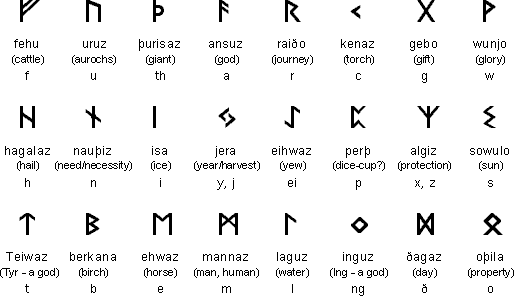 ᚠ ᚢ ᚦ ᚨ ᚱ ᚲ ᚷ ᚹ
fehu uruz þurisaz ansuz raiðo kenaz gebo wunjo
(cattle) (aurochs) (giant) (god) (journey) (torch) (gift) (glory)
f u th a r c g w
ᚺ ᚾ ᛁ ᛃ ᛇ ᛈ ᛉ ᛊ
hagalaz nauþiz isa jera eihwaz perþ algiz sowulo
(hail) (need/necessity) (ice) (year/harvest) (yew) (dice-cup?) (protection) (sun)
h n i y, j ei p x, z s
ᛏ ᛒ ᛖ ᛗ ᛚ ᛜ ᛞ ᛟ
Teiwaz berkana ehwaz mannaz laguz inguz ðagaz oþila
(Tyr – a god) (birch) (horse) (man, human) (water) (Ing – a god) (day) (property)
t b e m l ng ð o